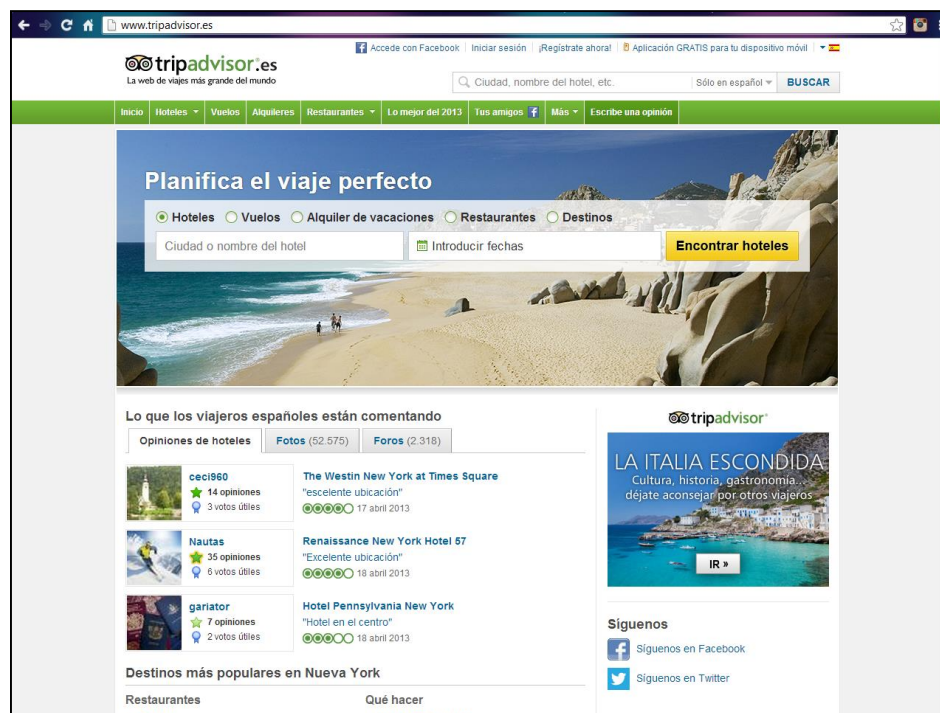 www.tripadvisor.es
Accede con Facebook Iniciar sesión ¡Regístrate ahora! Aplicación GRATIS para tu dispositivo móvil
tripadvisor.es
La web de viajes más grande del mundo
Ciudad, nombre del hotel, etc. Sólo en español BUSCAR
Inicio Hoteles Vuelos Alquileres Restaurantes Lo mejor del 2013 Tus amigos Más Escribe una opinión
Planifica el viaje perfecto
Hoteles Vuelos Alquiler de vacaciones Restaurantes Destinos
Ciudad o nombre del hotel Introducir fechas Encontrar hoteles
Lo que los viajeros españoles están comentando
Opiniones de hoteles Fotos (52.575) Foros (2.318)
ceci960
14 opiniones
3 votos útiles
The Westin New York at Times Square
"escelente ubicación"
17 abril 2013
Nautas
35 opiniones
6 votos útiles
Renaissance New York Hotel 57
"Excelente ubicación"
18 abril 2013
gariator
7 opiniones
2 votos útiles
Hotel Pennsylvania New York
"Hotel en el centro"
18 abril 2013
Destinos más populares en Nueva York
Restaurantes Qué hacer
tripadvisor
LA ITALIA ESCONDIDA
Cultura, historia, gastronomía...
déjate aconsejar por otros viajeros
IR »
Síguenos
Síguenos en Facebook
Síguenos en Twitter